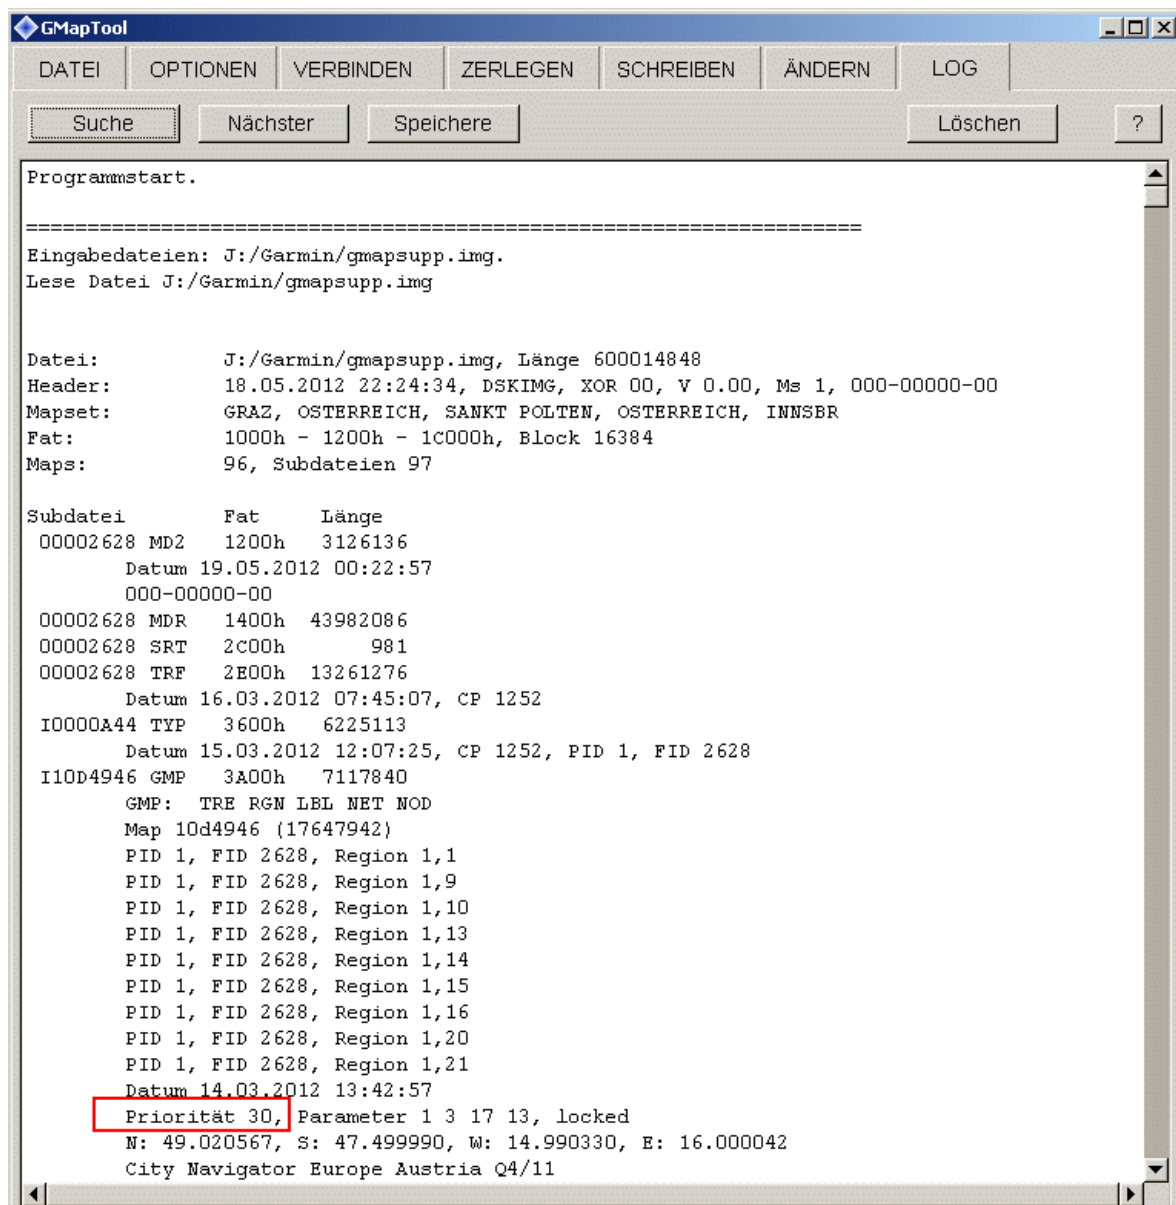 GMapTool
DATEI OPTIONEN VERBINDEN ZERLEGEN SCHREIBEN ÄNDERN LOG
Suche Nächster Speichere Löschen ?
Programmstart.
====================================================================
Eingabedateien: J:/Garmin/gmapsupp.img.
Lese Datei J:/Garmin/gmapsupp.img
Datei: J:/Garmin/gmapsupp.img, Länge 600014848
Header: 18.05.2012 22:24:34, DSKIMG, XOR 00, V 0.00, Ms 1, 000-00000-00
Mapset: GRAZ, OSTERREICH, SANKT POLTEN, OSTERREICH, INNSBR
Fat: 1000h - 1200h - 1C000h, Block 16384
Maps: 96, Subdateien 97
Subdatei Fat Länge
00002628 MD2 1200h 3126136
Datum 19.05.2012 00:22:57
000-00000-00
00002628 MDR 1400h 43982086
00002628 SRT 2C00h 981
00002628 TRF 2E00h 13261276
Datum 16.03.2012 07:45:07, CP 1252
I0000A44 TYP 3600h 6225113
Datum 15.03.2012 12:07:25, CP 1252, PID 1, FID 2628
I10D4946 GMP 3A00h 7117840
GMP: TRE RGN LBL NET NOD
Map 10d4946 (17647942)
PID 1, FID 2628, Region 1,1
PID 1, FID 2628, Region 1,9
PID 1, FID 2628, Region 1,10
PID 1, FID 2628, Region 1,13
PID 1, FID 2628, Region 1,14
PID 1, FID 2628, Region 1,15
PID 1, FID 2628, Region 1,16
PID 1, FID 2628, Region 1,20
PID 1, FID 2628, Region 1,21
Datum 14.03.2012 13:42:57
Priorität 30, Parameter 1 3 17 13, locked
N: 49.020567, S: 47.499990, W: 14.990330, E: 16.000042
City Navigator Europe Austria Q4/11